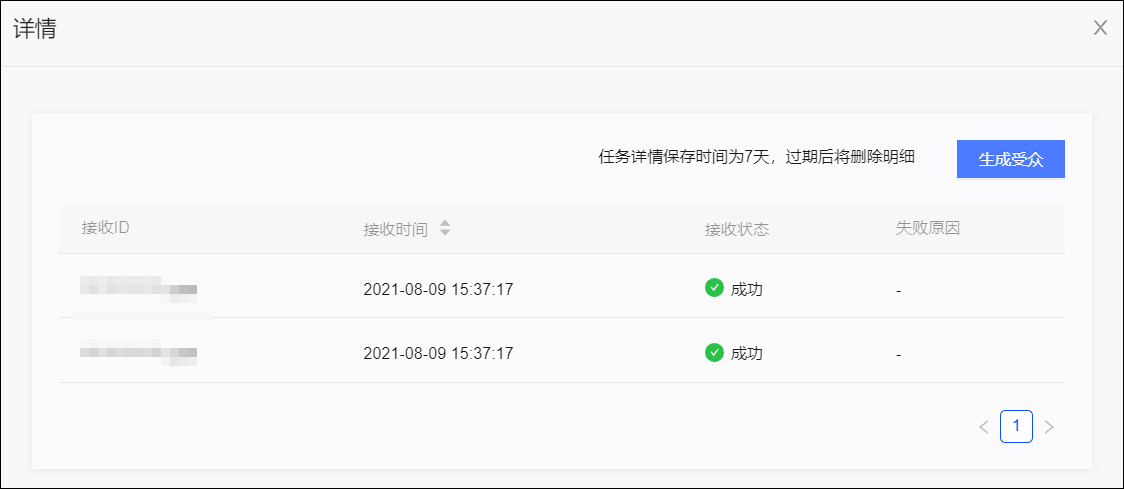 详情
任务详情保存时间为7天，过期后将删除明细 生成受众
接收ID 接收时间 接收状态 失败原因
2021-08-09 15:37:17 成功 -
2021-08-09 15:37:17 成功 -
1